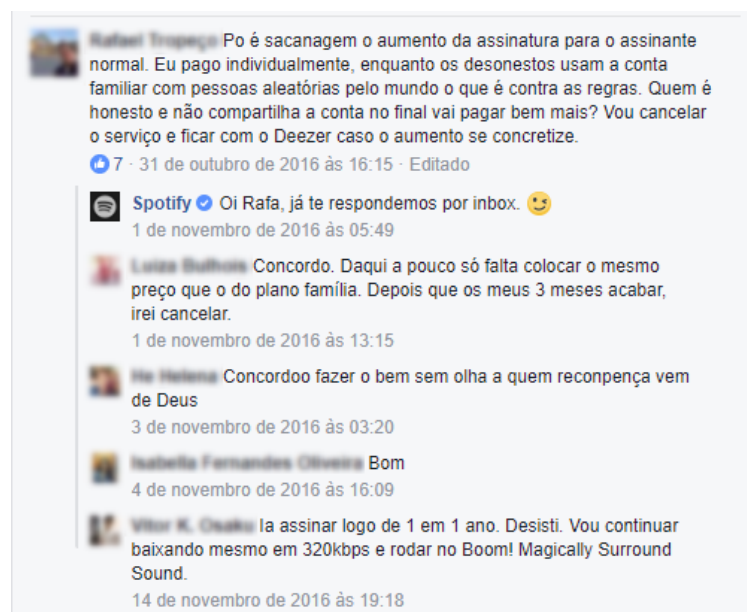 Po é sacanagem o aumento da assinatura para o assinante
normal. Eu pago individualmente, enquanto os desonestos usam a conta
familiar com pessoas aleatórias pelo mundo o que é contra as regras. Quem é
honesto e não compartilha a conta no final vai pagar bem mais? Vou cancelar
o serviço e ficar com o Deezer caso o aumento se concretize.
7 · 31 de outubro de 2016 às 16:15 · Editado
Spotify Oi Rafa, já te respondemos por inbox.
1 de novembro de 2016 às 05:49
Concordo. Daqui a pouco só falta colocar o mesmo
preço que o do plano família. Depois que os meus 3 meses acabar,
irei cancelar.
1 de novembro de 2016 às 13:15
Concordoo fazer o bem sem olha a quem reconpença vem
de Deus
3 de novembro de 2016 às 03:20
Bom
4 de novembro de 2016 às 16:09
Ia assinar logo de 1 em 1 ano. Desisti. Vou continuar
baixando mesmo em 320kbps e rodar no Boom! Magically Surround
Sound.
14 de novembro de 2016 às 19:18